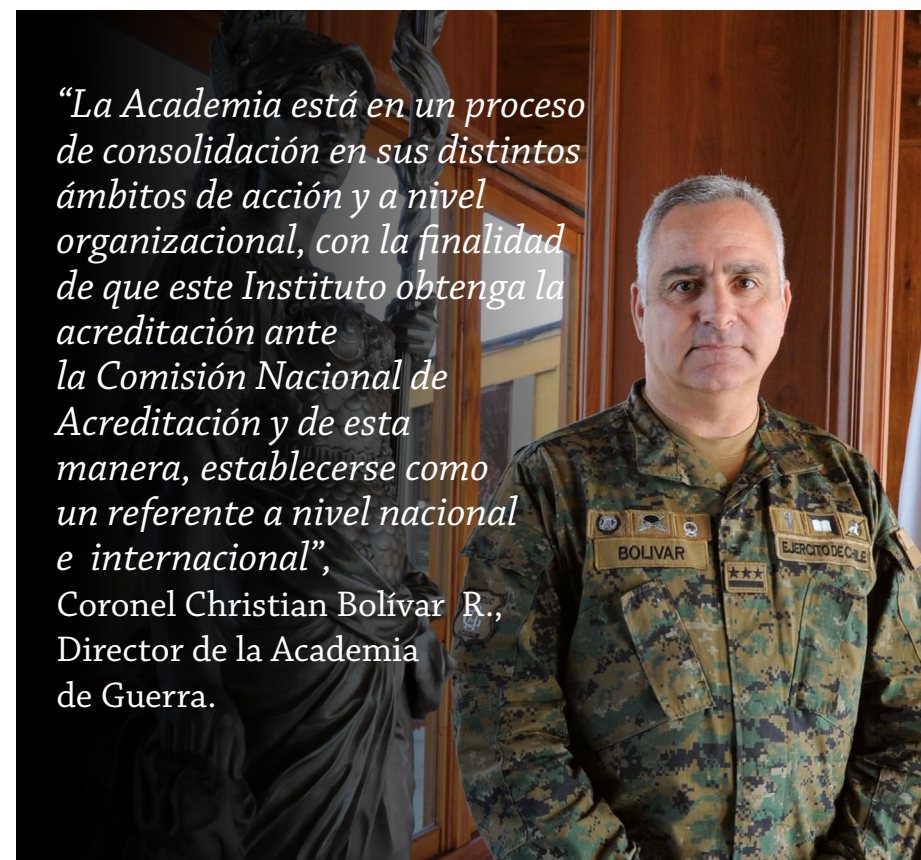 “La Academia está en un proceso
de consolidación en sus distintos
ámbitos de acción y a nivel
organizacional, con la finalidad
de que este Instituto obtenga la
acreditación ante
la Comisión Nacional de
Acreditación y de esta
manera, establecerse como
un referente a nivel nacional
e internacional”,
Coronel Christian Bolívar R.,
Director de la Academia
de Guerra.
BOLIVAR
EJERCITO DE CHILE